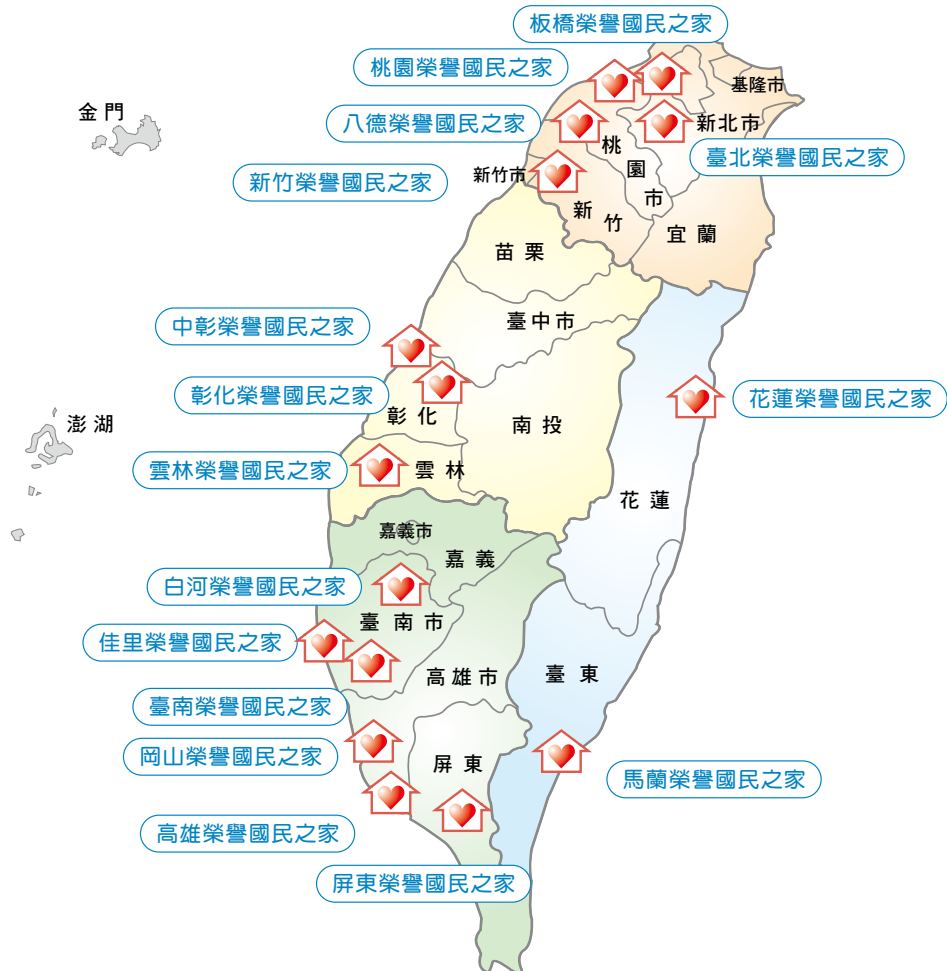 板橋榮譽國民之家
桃園榮譽國民之家
基隆市
金門
八德榮譽國民之家
新北市
桃園市
臺北榮譽國民之家
新竹市
新竹榮譽國民之家
新竹
宜蘭
苗栗
臺中市
中彰榮譽國民之家
彰化榮譽國民之家
花蓮榮譽國民之家
彰化
南投
澎湖
雲林榮譽國民之家
雲林
花蓮
嘉義市
嘉義
白河榮譽國民之家
臺南市
佳里榮譽國民之家
高雄市
臺東
臺南榮譽國民之家
岡山榮譽國民之家
屏東
馬蘭榮譽國民之家
高雄榮譽國民之家
屏東榮譽國民之家